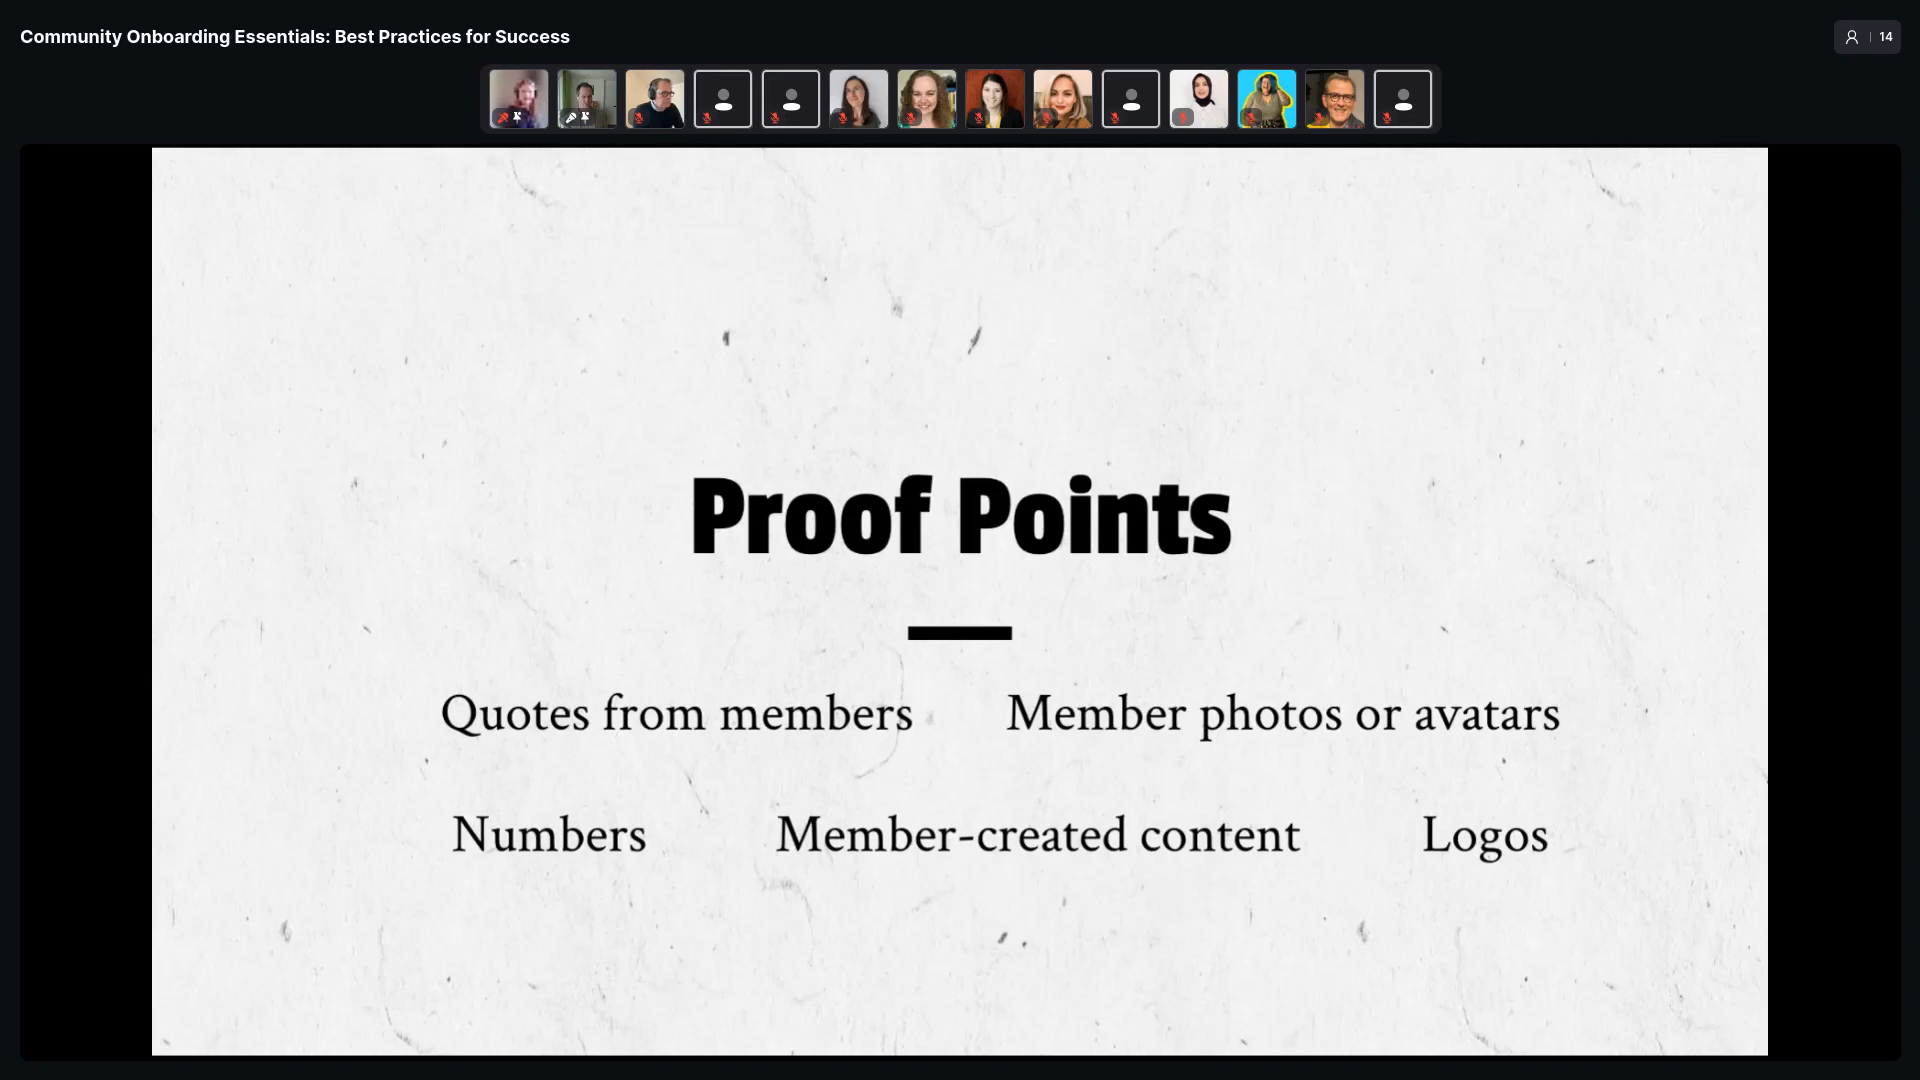 Community Onboarding Essentials: Best Practices for Success
14
Proof Points
Quotes from members Member photos or avatars
Numbers Member-created content Logos